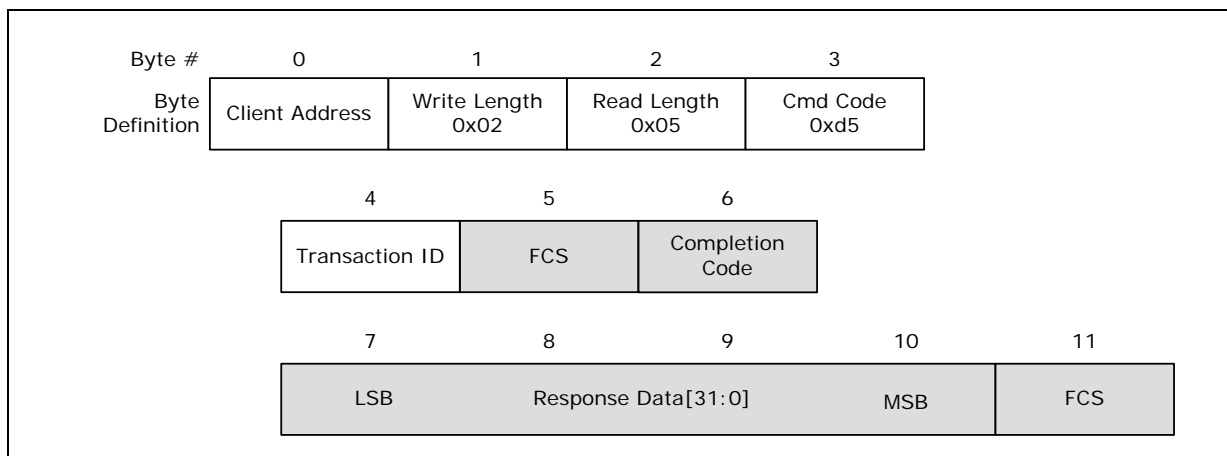 Byte # 0 1 2 3
Byte Definition
Client Address
Write Length
0x02
Read Length
0x05
Cmd Code
0xd5
4 5 6
Transaction ID
FCS
Completion
Code
7 8 9 10 11
LSB Response Data[31:0] MSB FCS